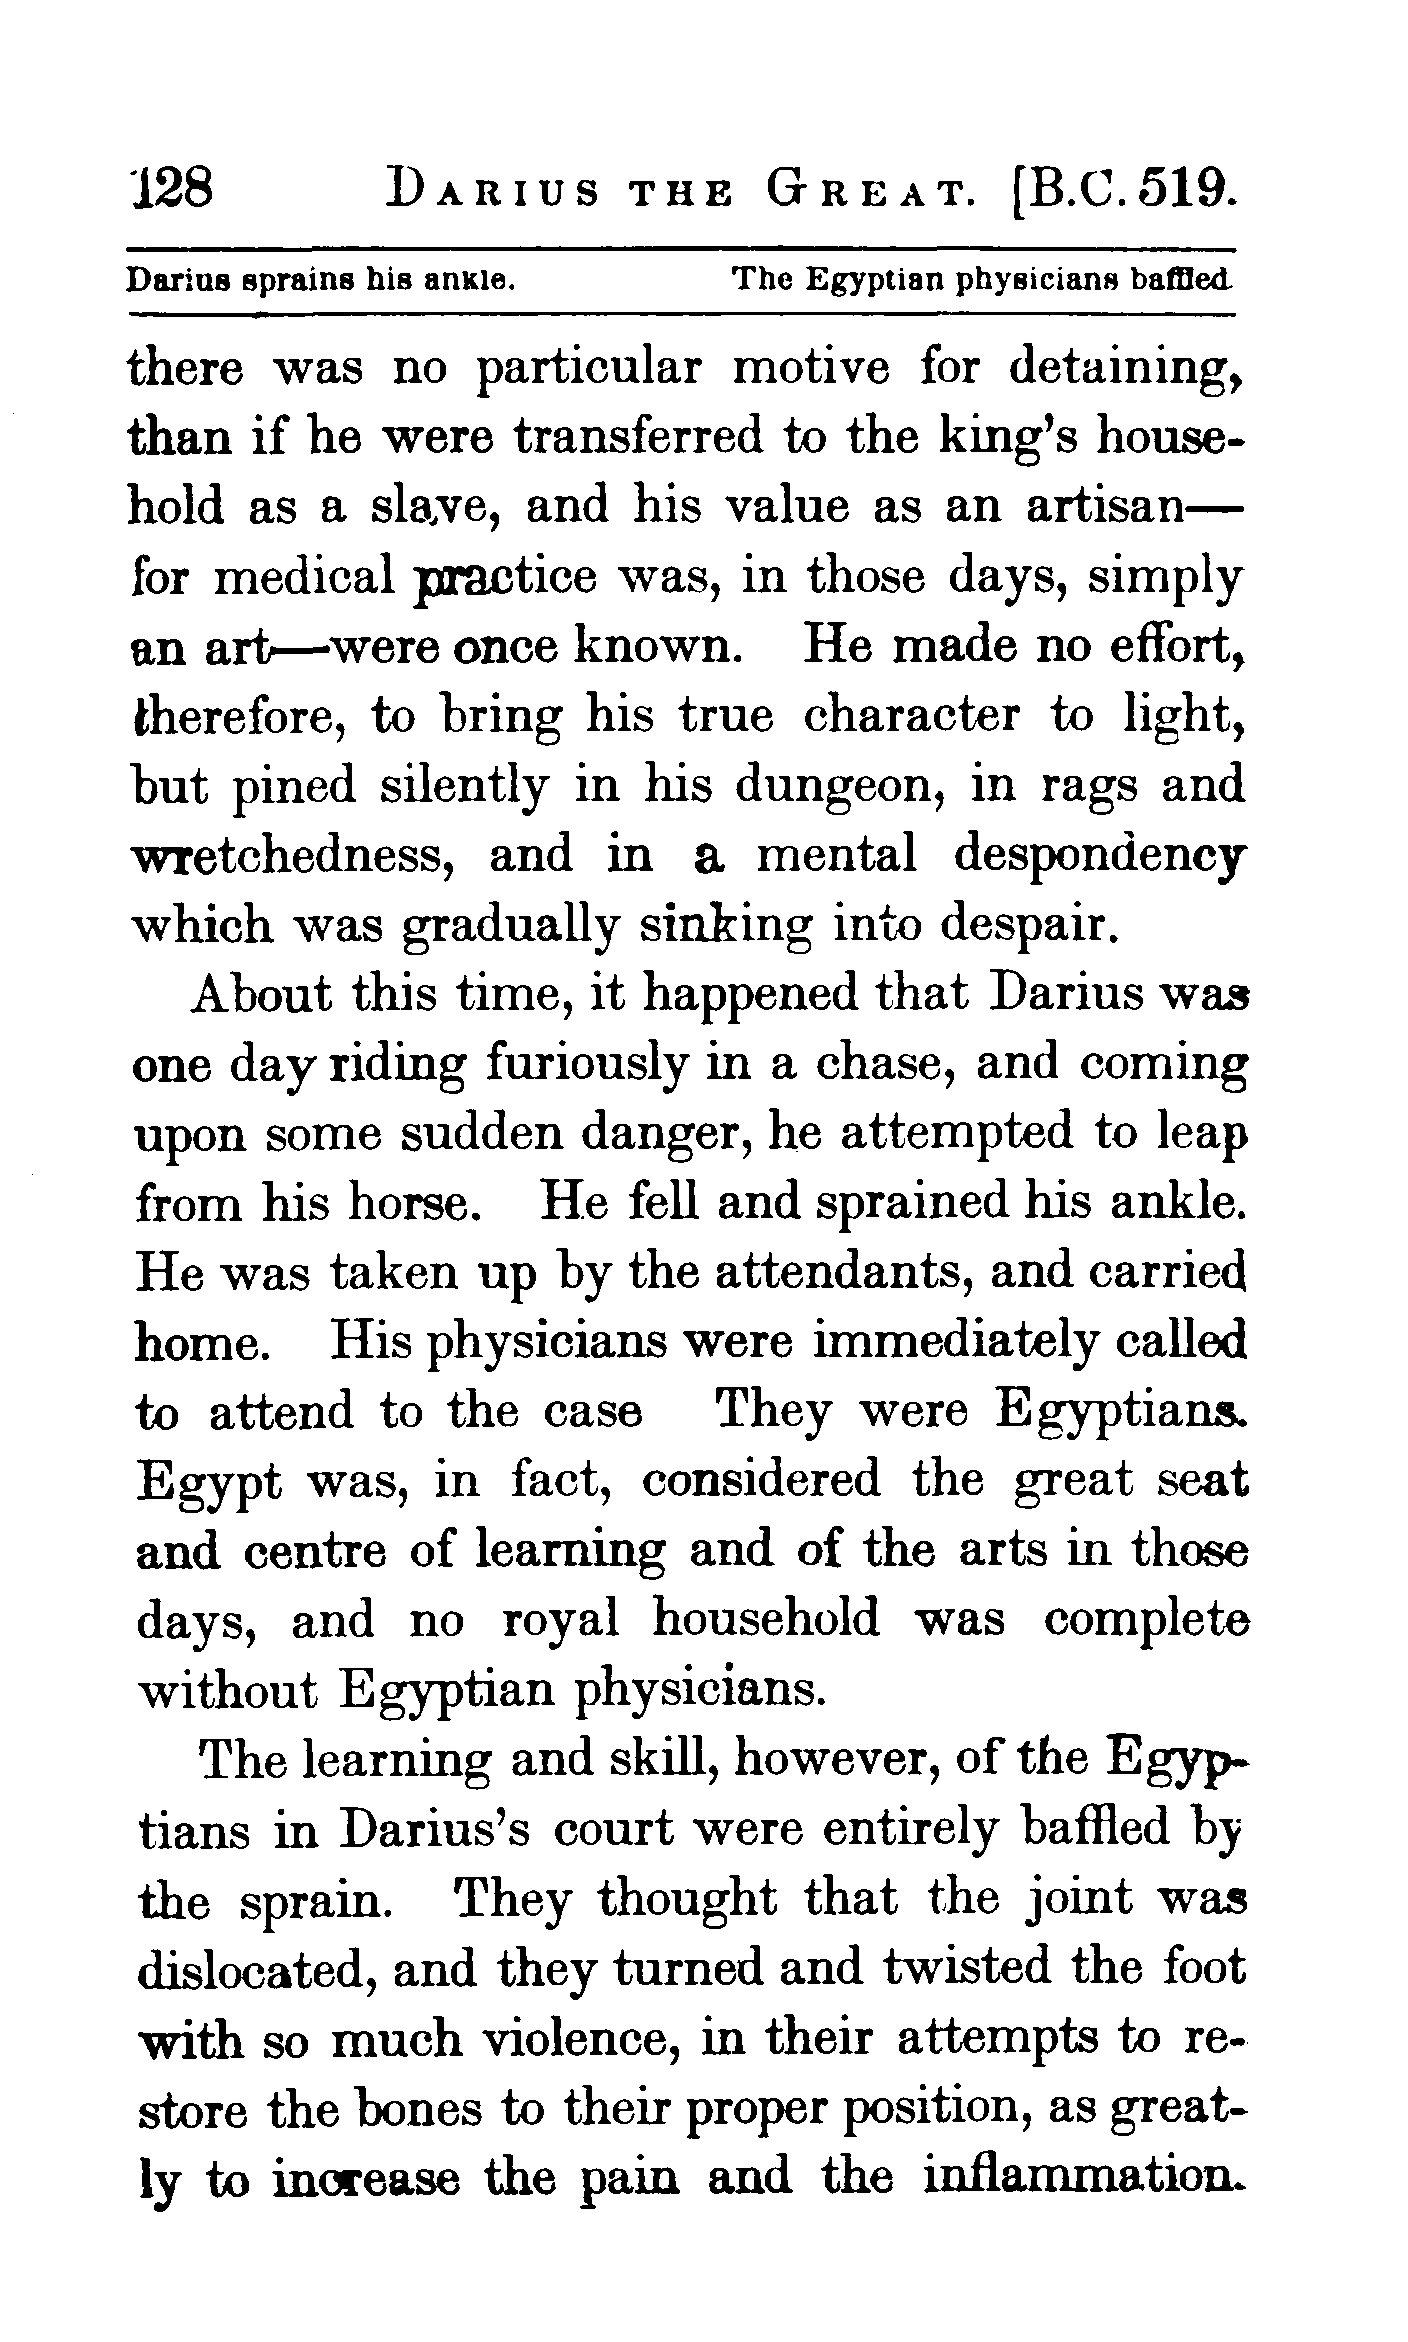 128 DARIUS THE GREAT. [B.C. 519.
Darius sprains his ankle. The Egyptian physicians baffled.
there was no particular motive for detaining,
than if he were transferred to the king's house-
hold as a slave, and his value as an artisan—
for medical practice was, in those days, simply
an art—were once known. He made no effort,
therefore, to bring his true character to light,
but pined silently in his dungeon, in rags and
wretchedness, and in a mental despondency
which was gradually sinking into despair.
About this time, it happened that Darius was
one day riding furiously in a chase, and coming
upon some sudden danger, he attempted to leap
from his horse. He fell and sprained his ankle.
He was taken up by the attendants, and carried
home. His physicians were immediately called
to attend to the case They were Egyptians.
Egypt was, in fact, considered the great seat
and centre of learning and of the arts in those
days, and no royal household was complete
without Egyptian physicians.
The learning and skill, however, of the Egyp-
tians in Darius's court were entirely baffled by
the sprain. They thought that the joint was
dislocated, and they turned and twisted the foot
with so much violence, in their attempts to re-
store the bones to their proper position, as great-
ly to increase the pain and the inflammation.